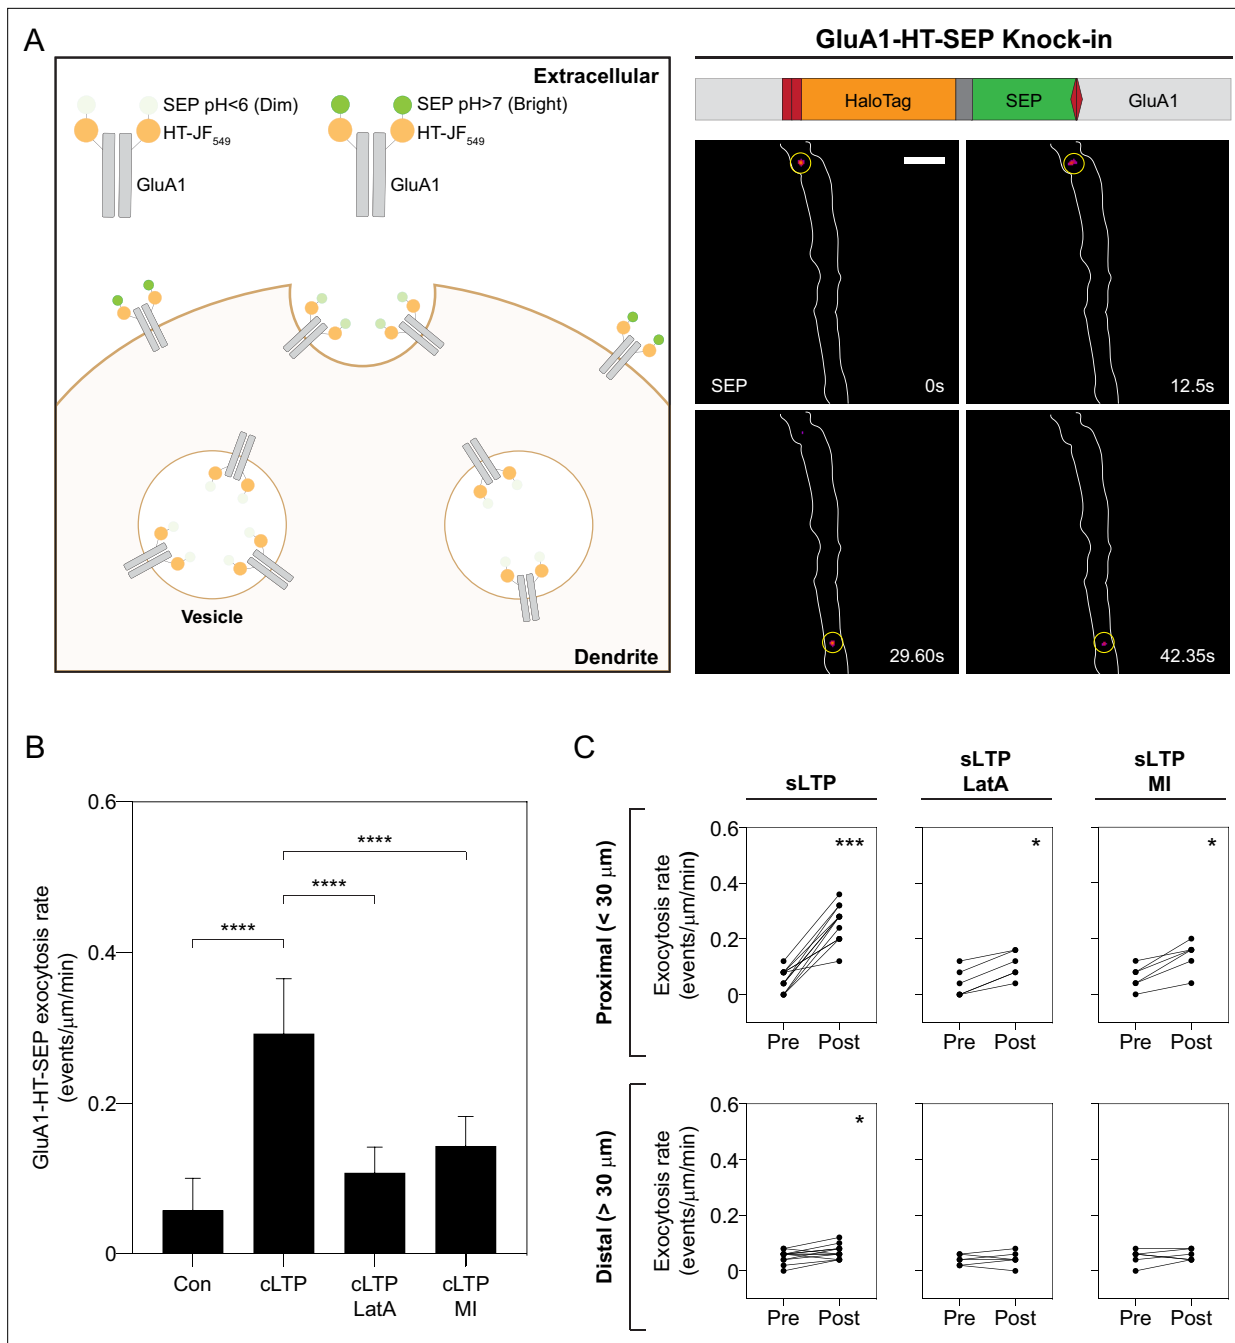 A
Extracellular
SEP pH<6 (Dim)
HT-JF549
GluA1
SEP pH>7 (Bright)
HT-JF549
GluA1
Vesicle
Dendrite
GluA1-HT-SEP Knock-in
HaloTag
SEP
GluA1
SEP
0s
12.5s
29.60s
42.35s
B
GluA1-HT-SEP exocytosis rate
(events/μm/min)
0.6
0.4
0.2
0
****
****
****
Con
cLTP
cLTP
LatA
cLTP
MI
C
sLTP
sLTP
LatA
sLTP
MI
Proximal (< 30 μm)
Exocytosis rate
(events/μm/min)
0.6
0.4
0.2
0
***
Pre
Post
*
Pre
Post
*
Pre
Post
Distal (> 30 μm)
Exocytosis rate
(events/μm/min)
0.6
0.4
0.2
0
*
Pre
Post
Pre
Post
Pre
Post